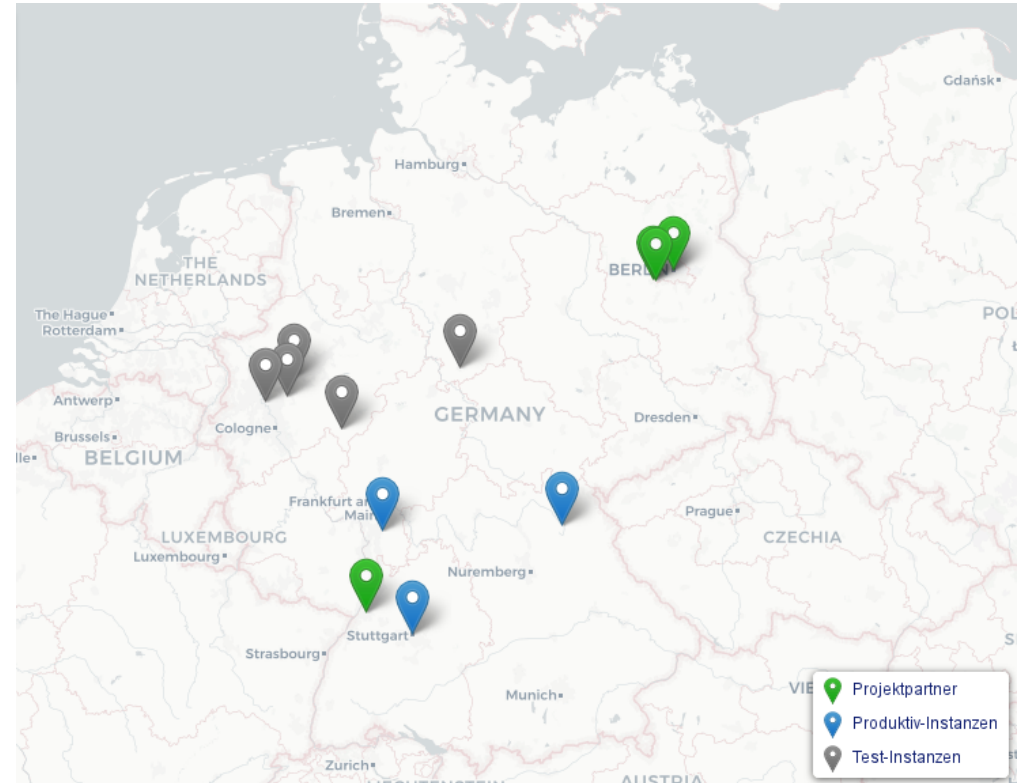 Gdańsk
Hamburg
Bremen
THE
NETHERLANDS
BERLIN
The Hague
Rotterdam
Antwerp
Cologne
GERMANY
Dresden
Brussels
BELGIUM
Frankfurt am
Main
Prague
LUXEMBOURG
CZECHIA
Luxembourg
Nuremberg
Stuttgart
Strasbourg
Munich
Zurich
AUSTRIA
Projektpartner
Produktiv-Instanzen
Test-Instanzen